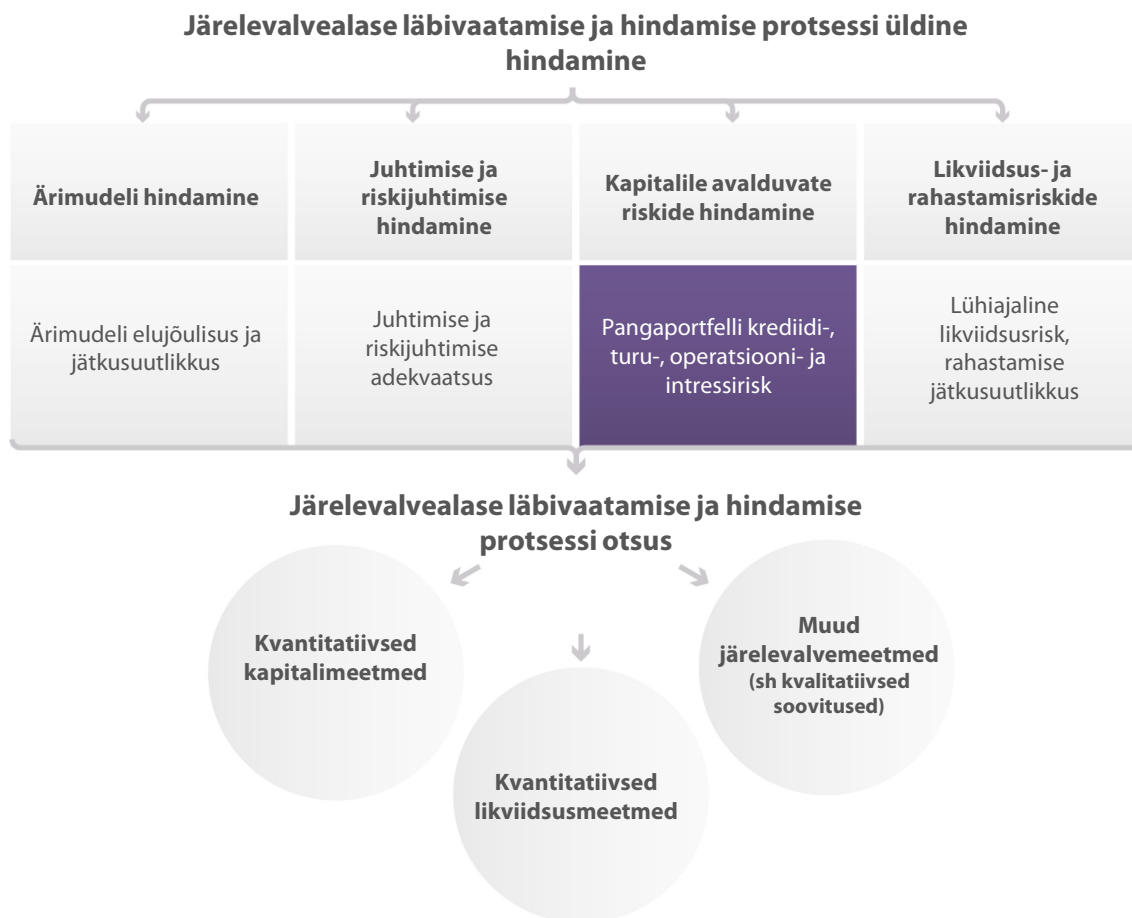 Järelevalvealase läbivaatamise ja hindamise protsessi üldine
hindamine
Ärimudeli hindamine
Juhtimise ja
riskijuhtimise
hindamine
Kapitalile avalduvate
riskide hindamine
Likviidsus- ja
rahastamisriskide
hindamine
Ärimudeli elujõulisus ja
jätkusuutlikkus
Juhtimise ja
riskijuhtimise
adekvaatsus
Pangaportfelli krediidi-,
turu-, operatsiooni- ja
intressirisk
Lühiajaline
likviidsusrisk,
rahastamise
jätkusuutlikkus
Järelevalvealase läbivaatamise ja hindamise
protsessi otsus
Kvantitatiivsed
kapitalimeetmed
Kvantitatiivsed
likviidsusmeetmed
Muud
järelevalvemeetmed
(sh kvalitatiivsed
soovitused)